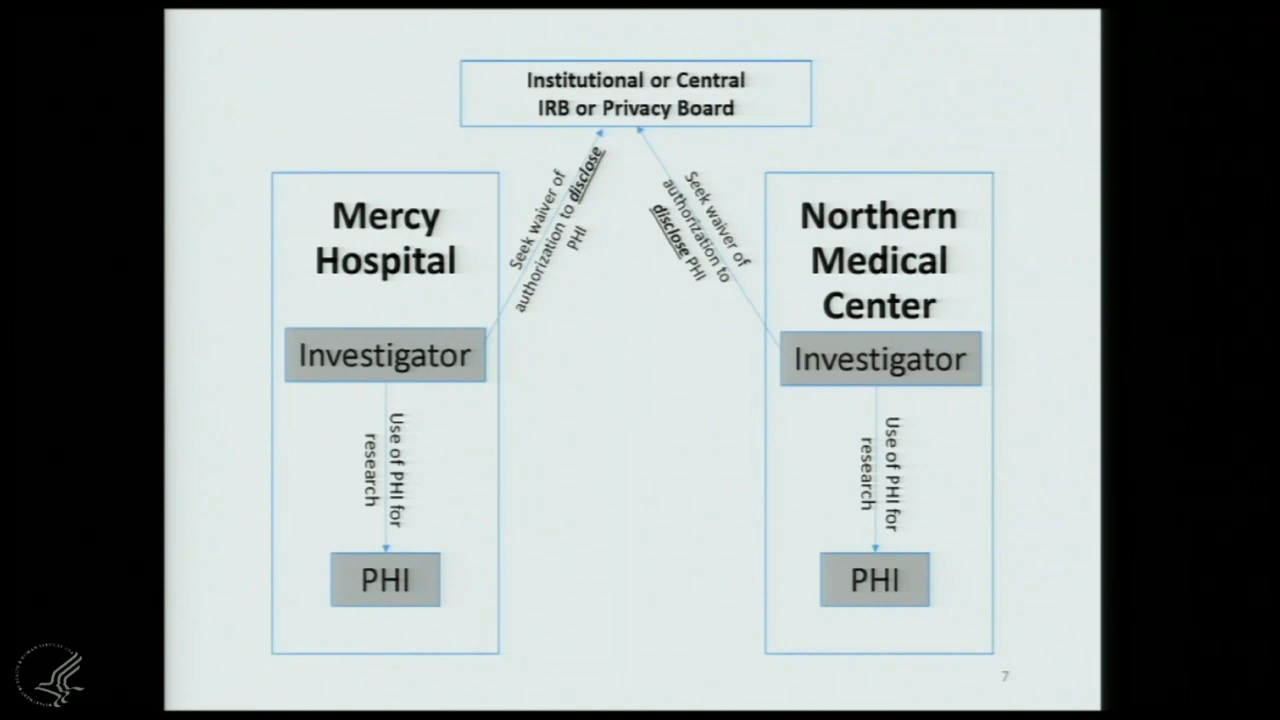 Institutional or Central
IRB or Privacy Board
Mercy
Hospital
Seek waiver of
authorization to disclose
PHI
Investigator
Use of PHI for
research
PHI
Seek waiver of
authorization to
disclose PHI
Northern
Medical
Center
Investigator
Use of PHI for
research
PHI
7